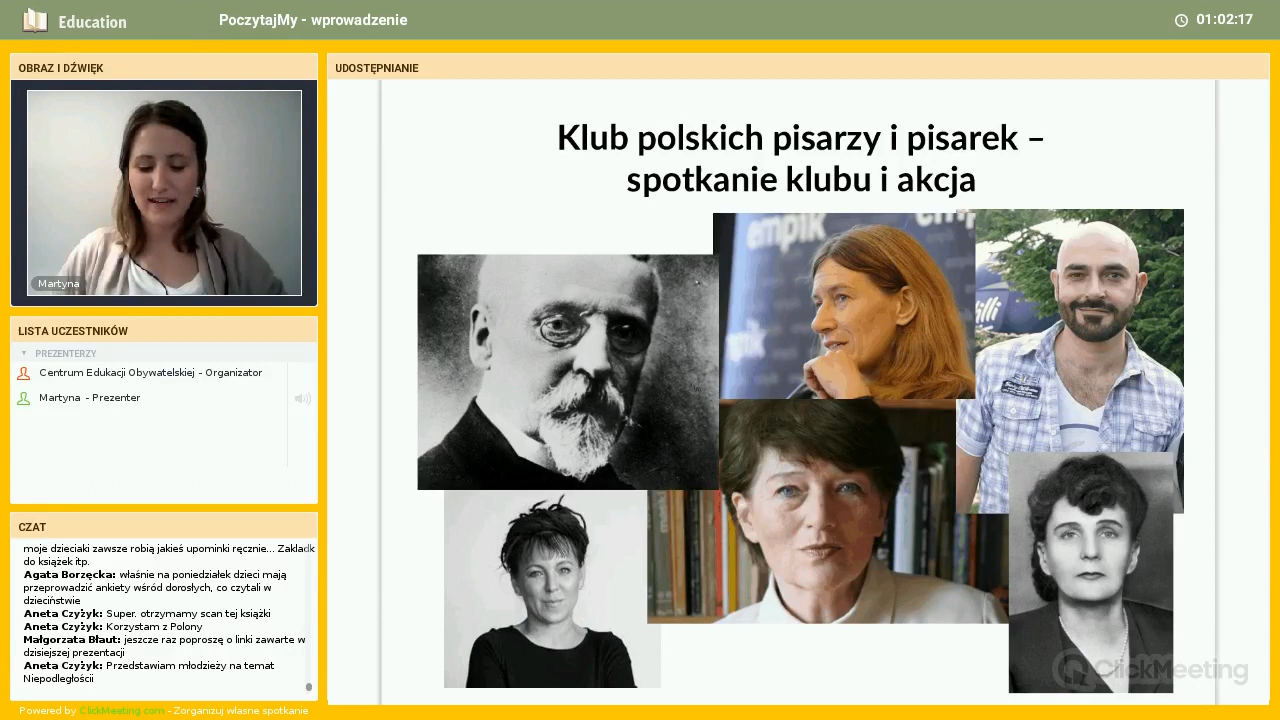 Education
PoczytajMy - wprowadzenie
01:02:17
OBRAZ I DŹWIĘK
Martyna
LISTA UCZESTNIKÓW
PREZENTERZY
Centrum Edukacji Obywatelskiej - Organizator
Martyna - Prezenter
CZAT
moje dzieciaki zawsze robią jakieś upominki ręcznie... Zakładk
do książek itp.
Agata Borzęcka: właśnie na poniedziałek dzieci mają
przeprowadzić ankiety wśród dorosłych, co czytali w
dzieciństwie
Aneta Czyżyk: Super. otrzymamy scan tej książki
Aneta Czyżyk: Korzystam z Polony
Małgorzata Błaut: jeszcze raz poproszę o linki zawarte w
dzisiejszej prezentacji
Aneta Czyżyk: Przedstawiam młodzieży na temat
Niepodległościi
Powered by ClickMeeting.com - Zorganizuj własne spotkanie
UDOSTĘPNIANIE
Klub polskich pisarzy i pisarek –
spotkanie klubu i akcja
empik
ClickMeeting